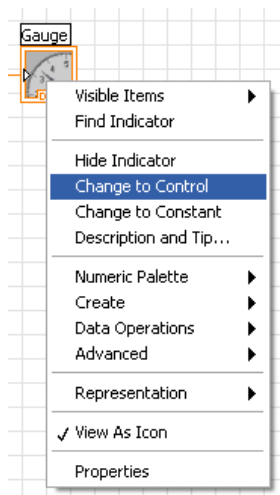 Gauge
Visible Items
Find Indicator
Hide Indicator
Change to Control
Change to Constant
Description and Tip...
Numeric Palette
Create
Data Operations
Advanced
Representation
✓ View As Icon
Properties